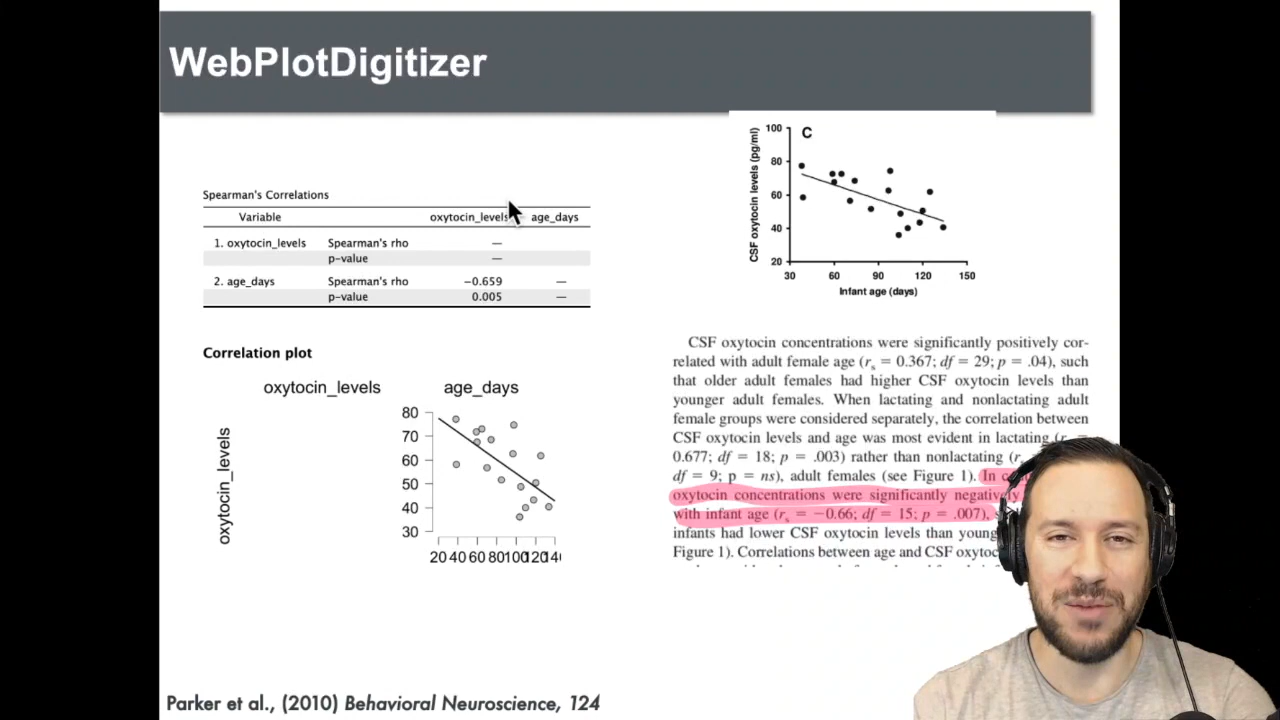 WebPlotDigitizer
Spearman's Correlations
Variable oxytocin_levels age_days
1. oxytocin_levels Spearman's rho —
p-value —
2. age_days Spearman's rho −0.659 —
p-value 0.005 —
Correlation plot
oxytocin_levels age_days
oxytocin_levels
80
70
60
50
40
30
20 40 60 80 100 120
C
CSF oxytocin levels (pg/ml)
100
80
60
40
20
30 60 90 120 150
Infant age (days)
CSF oxytocin concentrations were significantly positively cor-
related with adult female age (rs = 0.367; df = 29; p = .04), such
that older adult females had higher CSF oxytocin levels than
younger adult females. When lactating and nonlactating adult
female groups were considered separately, the correlation between
CSF oxytocin levels and age was most evident in lactating
0.677; df = 18; p = .003) rather than nonlactating
df = 9; p = ns), adult females (see Figure 1). In
oxytocin concentrations were significantly
with infant age (rs = −0.66; df = 15; p = .007),
infants had lower CSF oxytocin levels than
Figure 1). Correlations between age and CSF
Parker et al., (2010) Behavioral Neuroscience, 124